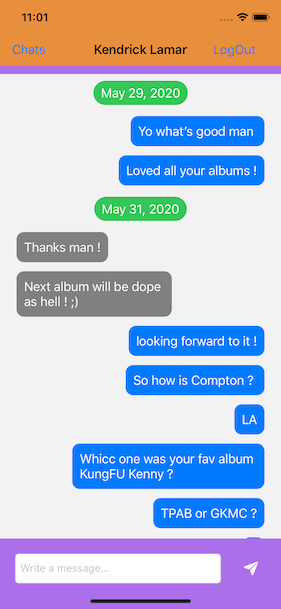 11:01
Chats Kendrick Lamar LogOut
May 29, 2020
Yo what's good man
Loved all your albums !
May 31, 2020
Thanks man !
Next album will be dope
as hell ! ;)
looking forward to it !
So how is Compton ?
LA
Whicc one was your fav album
KungFU Kenny ?
TPAB or GKMC ?
Write a message...